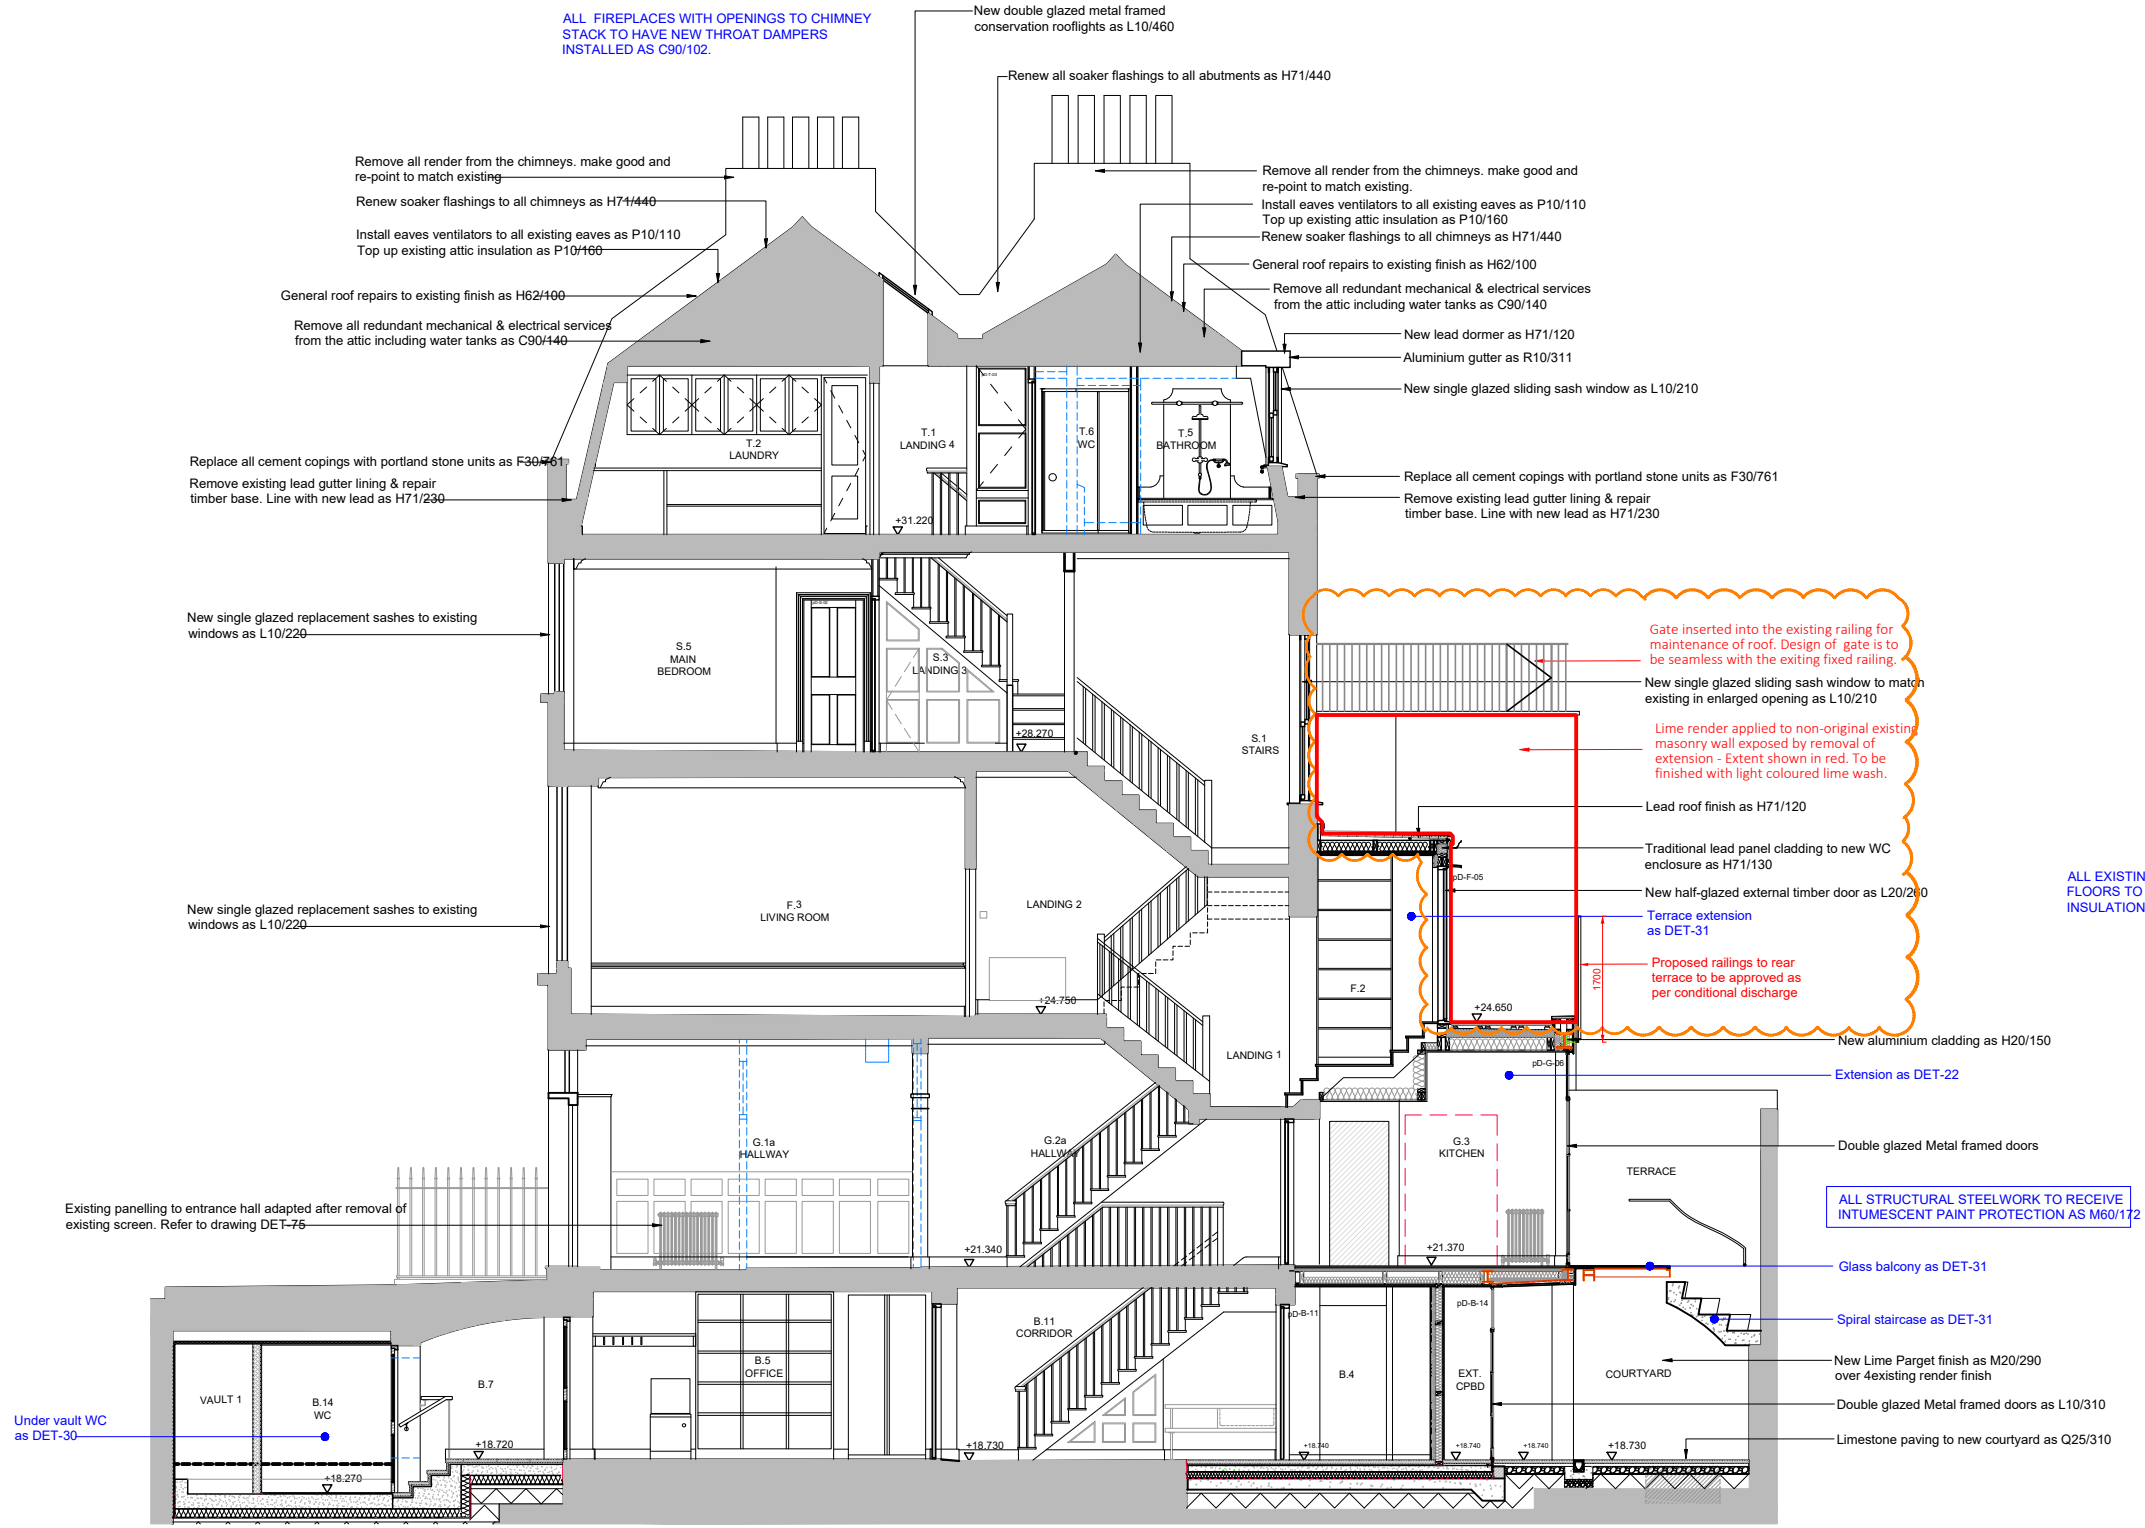 ALL FIREPLACES WITH OPENINGS TO CHIMNEY
STACK TO HAVE NEW THROAT DAMPERS
INSTALLED AS C90/102.
New double glazed metal framed
conservation rooflights as L10/460
Renew all soaker flashings to all abutments as H71/440
Remove all render from the chimneys. make good and
re-point to match existing
Renew soaker flashings to all chimneys as H71/440
Install eaves ventilators to all existing eaves as P10/110
Top up existing attic insulation as P10/160
General roof repairs to existing finish as H62/100
Remove all redundant mechanical & electrical services
from the attic including water tanks as C90/140
Remove all render from the chimneys. make good and
re-point to match existing.
Install eaves ventilators to all existing eaves as P10/110
Top up existing attic insulation as P10/160
Renew soaker flashings to all chimneys as H71/440
General roof repairs to existing finish as H62/100
Remove all redundant mechanical & electrical services
from the attic including water tanks as C90/140
New lead dormer as H71/120
Aluminium gutter as R10/311
New single glazed sliding sash window as L10/210
T.2
LAUNDRY
T.1
LANDING 4
T.6
WC
T.5
BATHROOM
+31.220
Replace all cement copings with portland stone units as F30/761
Remove existing lead gutter lining & repair
timber base. Line with new lead as H71/230
Replace all cement copings with portland stone units as F30/761
Remove existing lead gutter lining & repair
timber base. Line with new lead as H71/230
New single glazed replacement sashes to existing
windows as L10/220
S.5
MAIN
BEDROOM
S.3
LANDING 3
+28.270
S.1
STAIRS
Gate inserted into the existing railing for
maintenance of roof. Design of gate is to
be seamless with the exiting fixed railing.
New single glazed sliding sash window to match
existing in enlarged opening as L10/210
Lime render applied to non-original existing
masonry wall exposed by removal of
extension - Extent shown in red. To be
finished with light coloured lime wash.
Lead roof finish as H71/120
Traditional lead panel cladding to new WC
enclosure as H71/130
pD-F-05
New half-glazed external timber door as L20/260
Terrace extension
as DET-31
Proposed railings to rear
terrace to be approved as
per conditional discharge
1700
ALL EXISTIN
FLOORS TO
INSULATION
New single glazed replacement sashes to existing
windows as L10/220
F.3
LIVING ROOM
LANDING 2
+24.750
F.2
+24.650
LANDING 1
New aluminium cladding as H20/150
pD-G-06
Extension as DET-22
G.1a
HALLWAY
G.2a
HALLWAY
G.3
KITCHEN
Double glazed Metal framed doors
TERRACE
ALL STRUCTURAL STEELWORK TO RECEIVE
INTUMESCENT PAINT PROTECTION AS M60/172
Existing panelling to entrance hall adapted after removal of
existing screen. Refer to drawing DET-75
+21.340
+21.370
Glass balcony as DET-31
Spiral staircase as DET-31
pD-B-11
pD-B-14
B.11
CORRIDOR
B.5
OFFICE
B.7
VAULT 1
B.14
WC
B.4
EXT.
CPBD
COURTYARD
New Lime Parget finish as M20/290
over 4existing render finish
Double glazed Metal framed doors as L10/310
Under vault WC
as DET-30
+18.720
+18.730
+18.740
+18.740
+18.740
+18.730
Limestone paving to new courtyard as Q25/310
+18.270